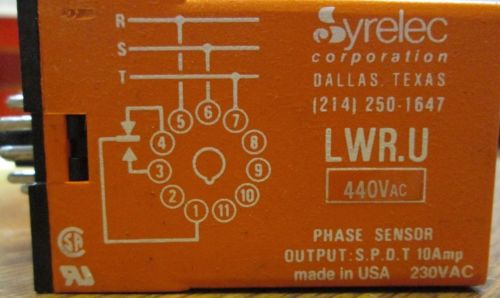 R
S
T
5
6
7
4
8
3
9
2
10
1
11
Syrelec
corporation
DALLAS, TEXAS
(214) 250-1647
LWR.U
440VAC
PHASE SENSOR
OUTPUT: S.P.D.T 10Amp
made in USA 230VAC